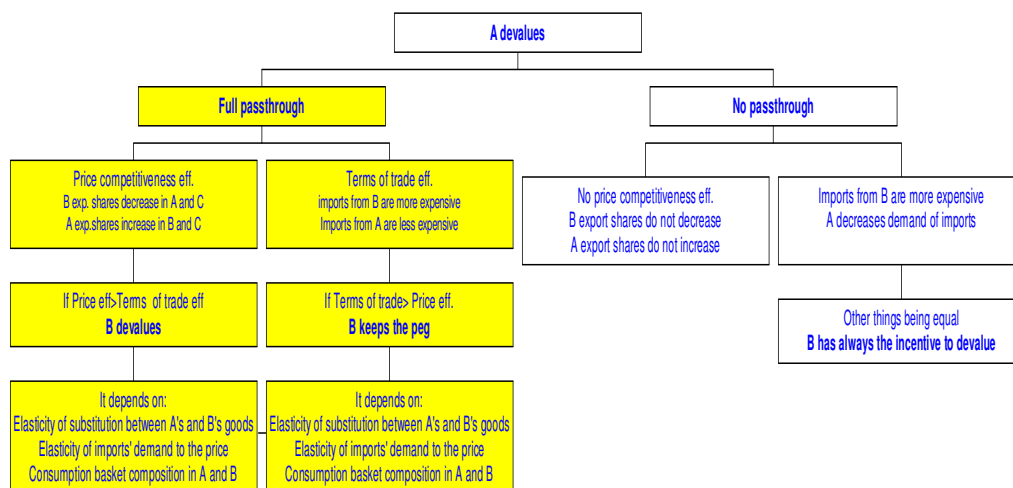 A devalues
Full passthrough
No passthrough
Price competitiveness eff.
B exp. shares decrease in A and C
A exp.shares increase in B and C
Terms of trade eff.
imports from B are more expensive
Imports from A are less expensive
No price competitiveness eff.
B export shares do not decrease
A export shares do not increase
Imports from B are more expensive
A decreases demand of imports
If Price eff>Terms of trade eff
B devalues
If Terms of trade> Price eff.
B keeps the peg
Other things being equal
B has always the incentive to devalue
It depends on:
Elasticity of substitution between A's and B's goods
Elasticity of imports' demand to the price
Consumption basket composition in A and B
It depends on:
Elasticity of substitution between A's and B's goods
Elasticity of imports' demand to the price
Consumption basket composition in A and B